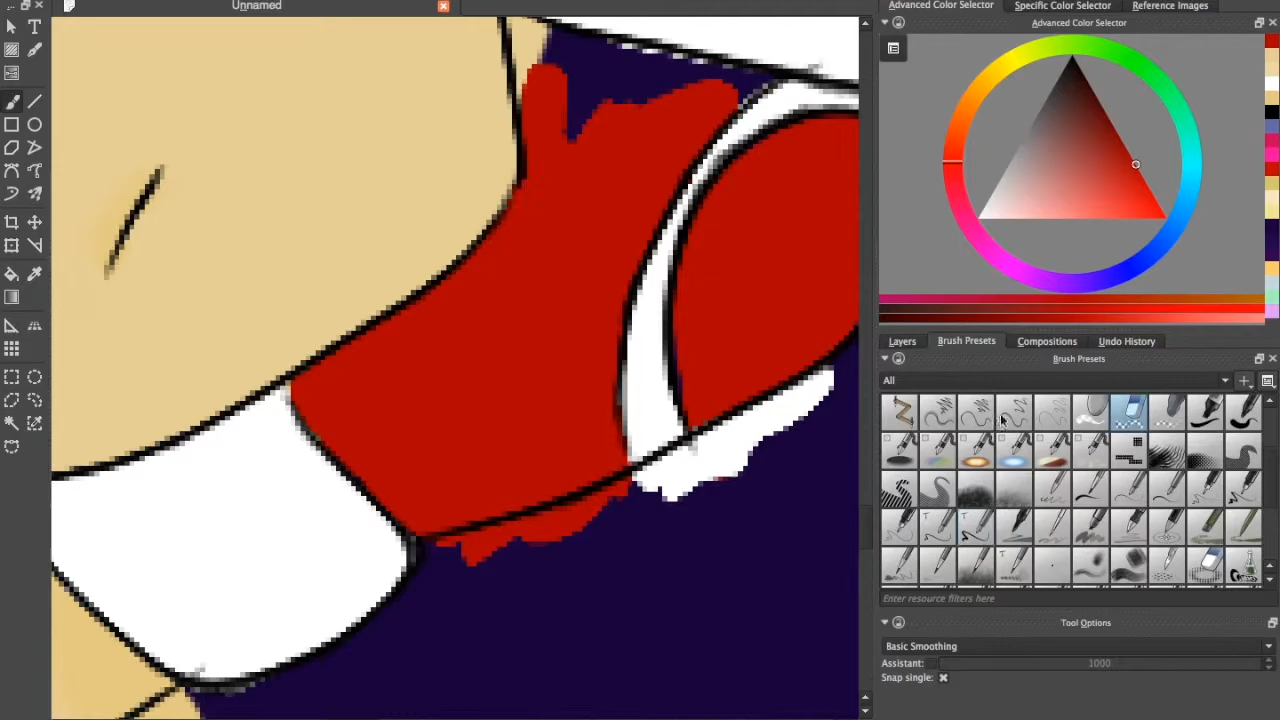 Unnamed
Advanced Color Selector
Specific Color Selector
Reference Images
Advanced Color Selector
Layers
Brush Presets
Compositions
Undo History
Brush Presets
All
Enter resource filters here
Tool Options
Basic Smoothing
Assistant:
1000
Snap single: